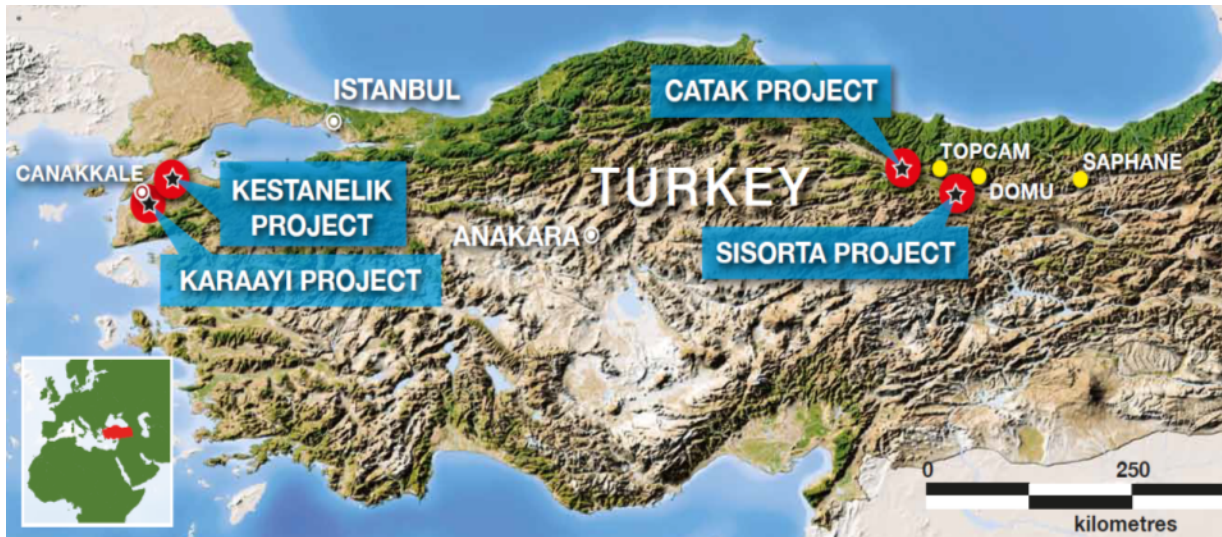 ISTANBUL
CATAK PROJECT
TOPCAM
SAPHANE
CANAKKALE
KESTANELIK
PROJECT
TURKEY
DOMU
ANAKARA
SISORTA PROJECT
KARAAYI PROJECT
0 250
kilometres